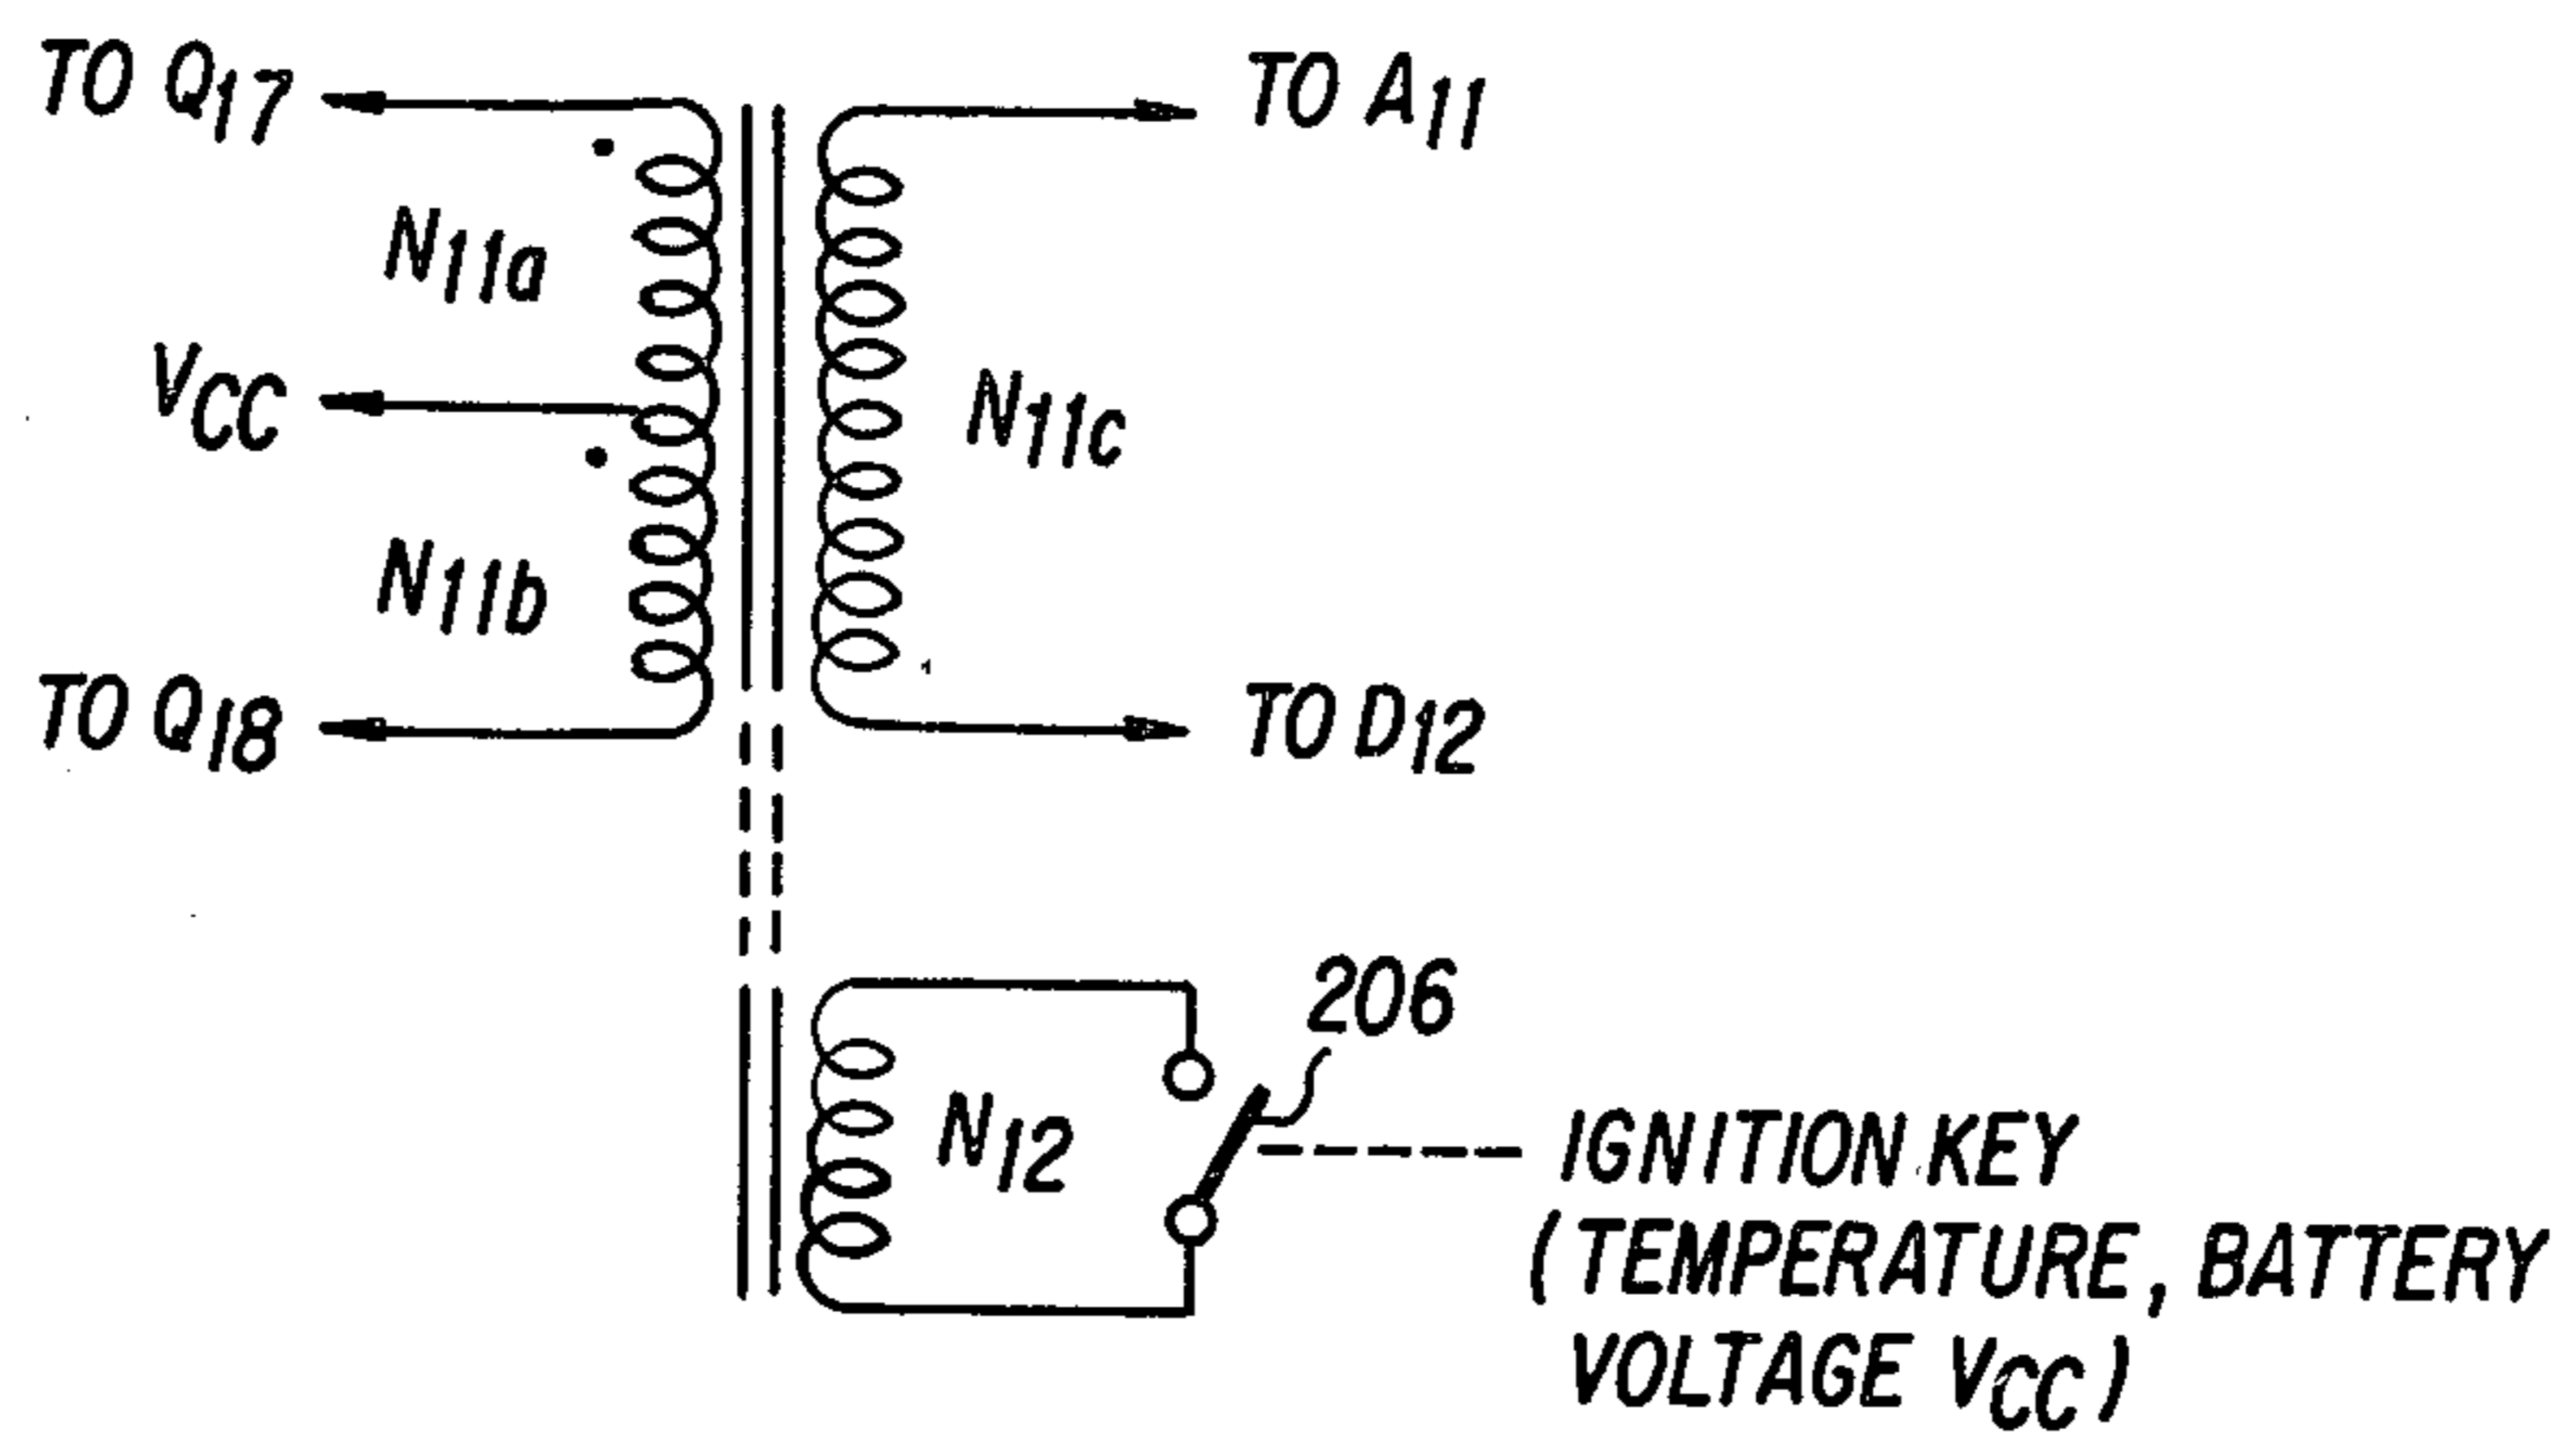 TO Q17
TO A11
N11a
VCC
N11c
N11b
TO Q18
TO D12
206
N12
IGNITION KEY
(TEMPERATURE, BATTERY
VOLTAGE VCC)